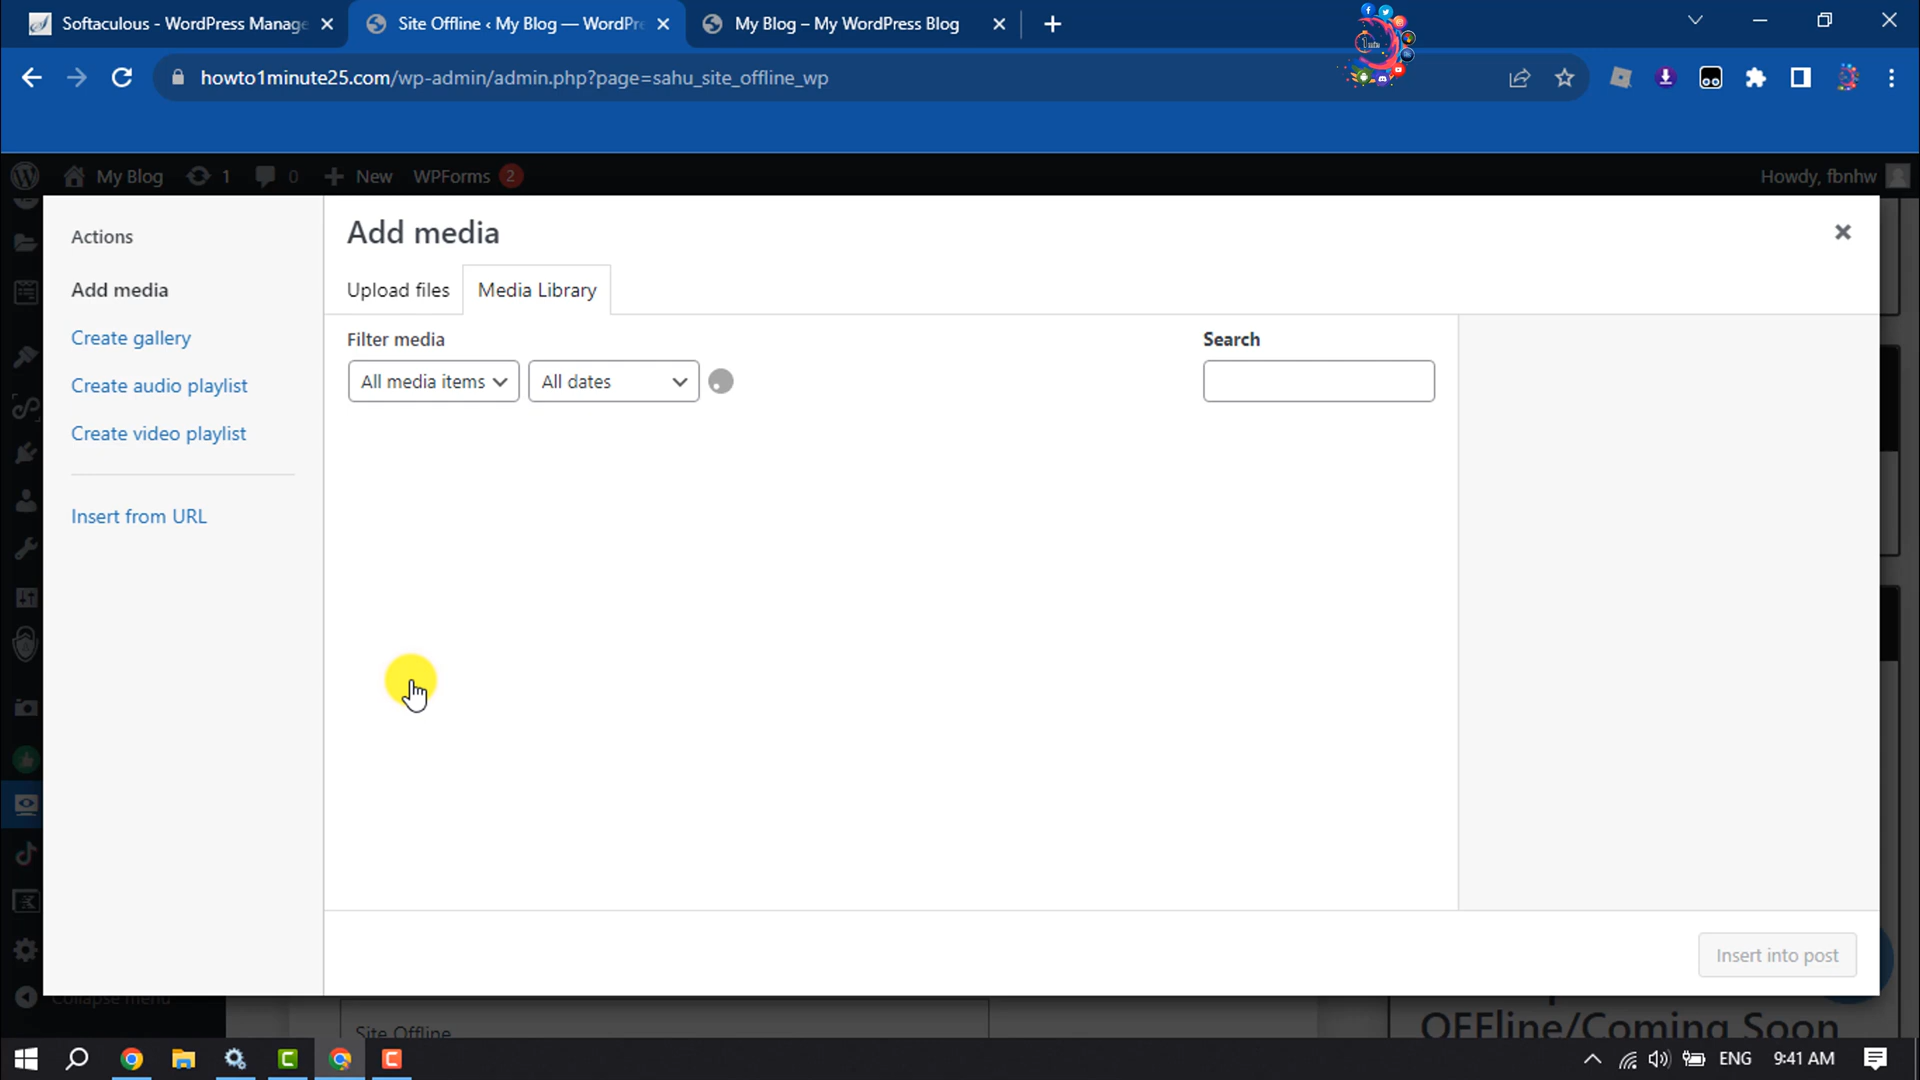 Softaculous - WordPress Manage
Site Offline ‹ My Blog — WordPre
My Blog – My WordPress Blog
howto1minute25.com/wp-admin/admin.php?page=sahu_site_offline_wp
My Blog
1
0
New
WPForms
2
Howdy, fbnhw
Actions
Add media
Create gallery
Create audio playlist
Create video playlist
Insert from URL
Add media
Upload files
Media Library
Filter media
All media items
All dates
Search
Insert into post
Collapse menu
Site Offline
OFFline/Coming Soon
ENG
9:41 AM